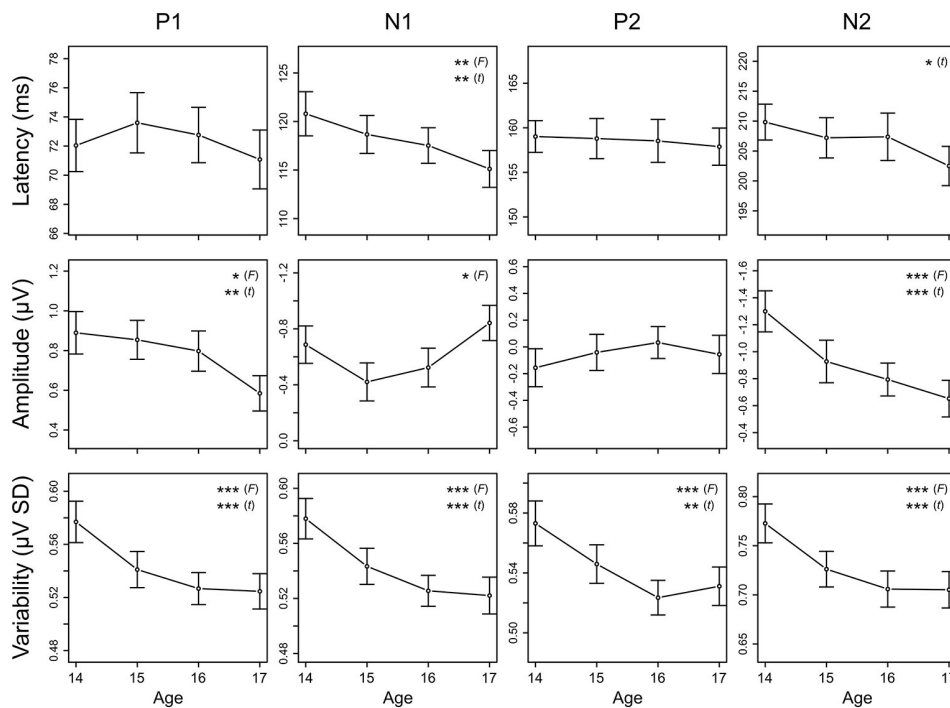 P1 N1 P2 N2
Latency (ms)
78
76
74
72
70
68
66
125
120
115
110
** (F)
** (t)
165
160
155
150
220
215
210
205
200
195
* (t)
Amplitude (µV)
1.2
1.0
0.8
0.6
0.4
* (F)
** (t)
-1.2
-0.8
-0.4
0.0
* (F)
0.6
0.4
0.2
0.0
-0.2
-0.4
-0.6
-1.6
-1.4
-1.2
-1.0
-0.8
-0.6
-0.4
*** (F)
*** (t)
Variability (µV SD)
0.60
0.56
0.52
0.48
*** (F)
*** (t)
0.60
0.56
0.52
0.48
*** (F)
*** (t)
0.58
0.54
0.50
*** (F)
** (t)
0.80
0.75
0.70
0.65
*** (F)
*** (t)
14 15 16 17 14 15 16 17 14 15 16 17 14 15 16
Age Age Age Age